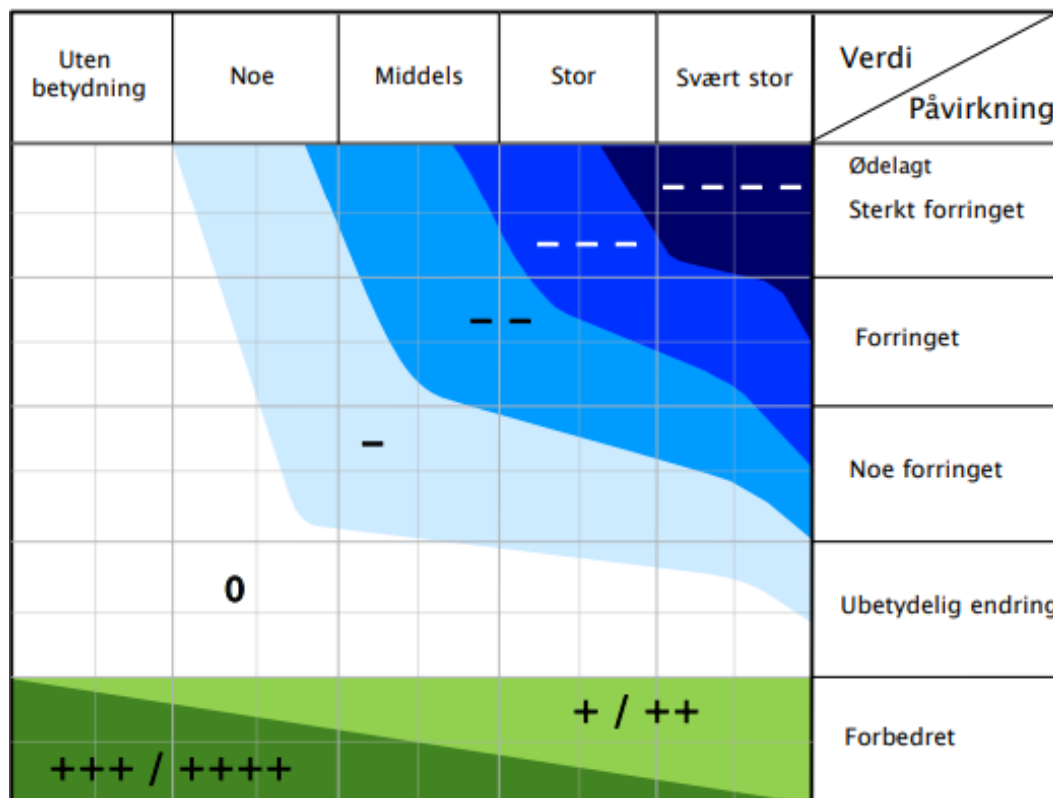 Uten
betydning
Noe
Middels
Stor
Svært stor
Verdi
Påvirkning
Ødelagt
Sterkt forringet
– – – –
– – –
Forringet
– –
Noe forringet
–
Ubetydelig endring
0
Forbedret
+ / ++
+++ / ++++